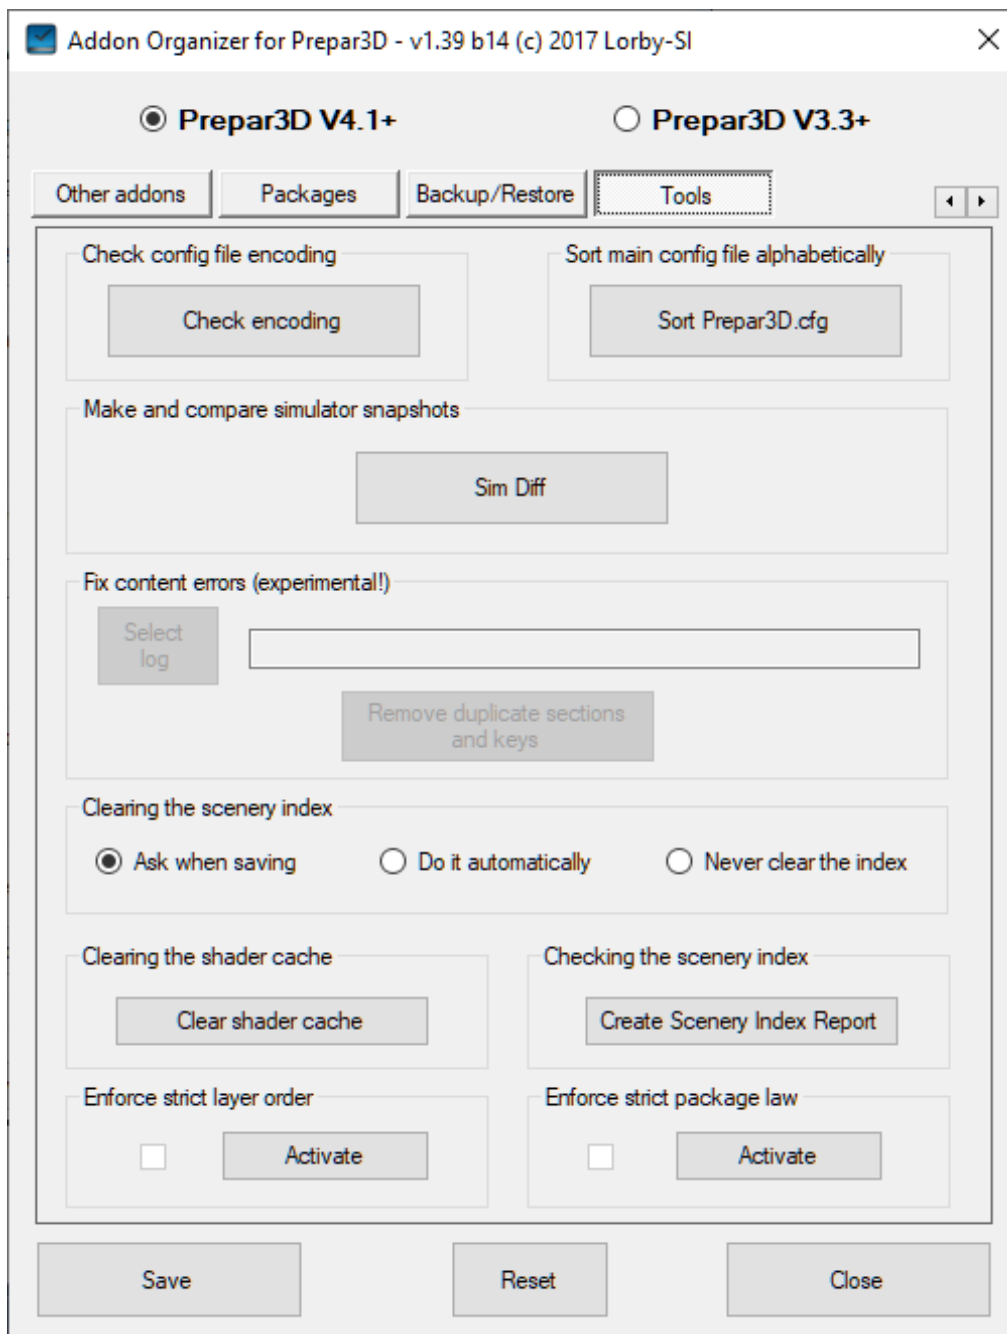 Addon Organizer for Prepar3D - v1.39 b14 (c) 2017 Lorby-SI
Prepar3D V4.1+
Prepar3D V3.3+
Other addons
Packages
Backup/Restore
Tools
Check config file encoding
Sort main config file alphabetically
Check encoding
Sort Prepar3D.cfg
Make and compare simulator snapshots
Sim Diff
Fix content errors (experimental!)
Select
log
Remove duplicate sections
and keys
Clearing the scenery index
Ask when saving
Do it automatically
Never clear the index
Clearing the shader cache
Checking the scenery index
Clear shader cache
Create Scenery Index Report
Enforce strict layer order
Enforce strict package law
Activate
Activate
Save
Reset
Close